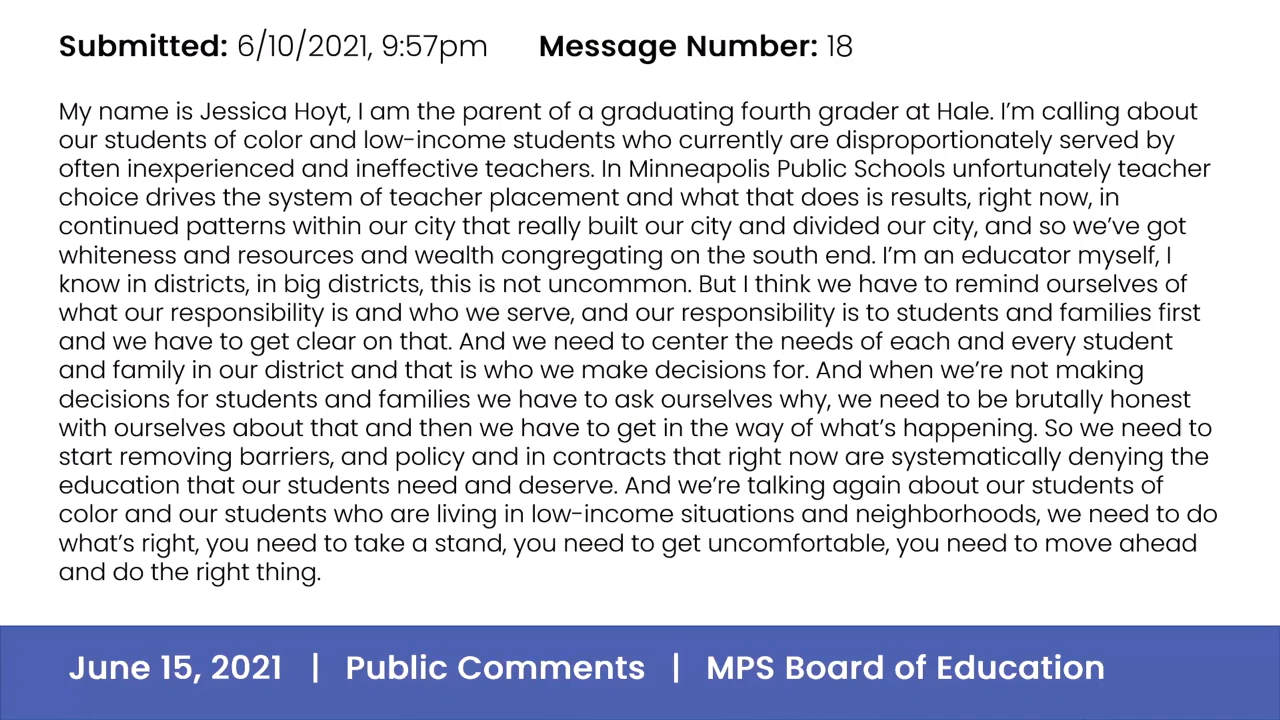 Submitted: 6/10/2021, 9:57pm Message Number: 18
My name is Jessica Hoyt, I am the parent of a graduating fourth grader at Hale. I’m calling about
our students of color and low-income students who currently are disproportionately served by
often inexperienced and ineffective teachers. In Minneapolis Public Schools unfortunately teacher
choice drives the system of teacher placement and what that does is results, right now, in
continued patterns within our city that really built our city and divided our city, and so we’ve got
whiteness and resources and wealth congregating on the south end. I’m an educator myself, I
know in districts, in big districts, this is not uncommon. But I think we have to remind ourselves of
what our responsibility is and who we serve, and our responsibility is to students and families first
and we have to get clear on that. And we need to center the needs of each and every student
and family in our district and that is who we make decisions for. And when we’re not making
decisions for students and families we have to ask ourselves why, we need to be brutally honest
with ourselves about that and then we have to get in the way of what’s happening. So we need to
start removing barriers, and policy and in contracts that right now are systematically denying the
education that our students need and deserve. And we’re talking again about our students of
color and our students who are living in low-income situations and neighborhoods, we need to do
what’s right, you need to take a stand, you need to get uncomfortable, you need to move ahead
and do the right thing.
June 15, 2021 | Public Comments | MPS Board of Education